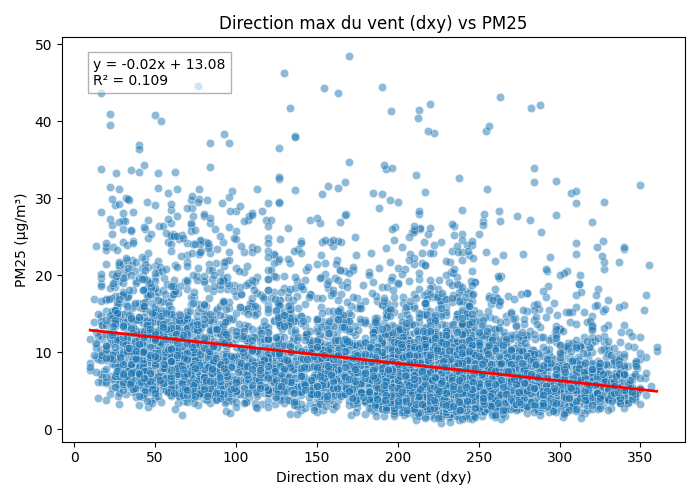 Direction max du vent (dxy) vs PM25
y = -0.02x + 13.08
R² = 0.109
PM25 (µg/m³)
50
40
30
20
10
0
0 50 100 150 200 250 300 350
Direction max du vent (dxy)